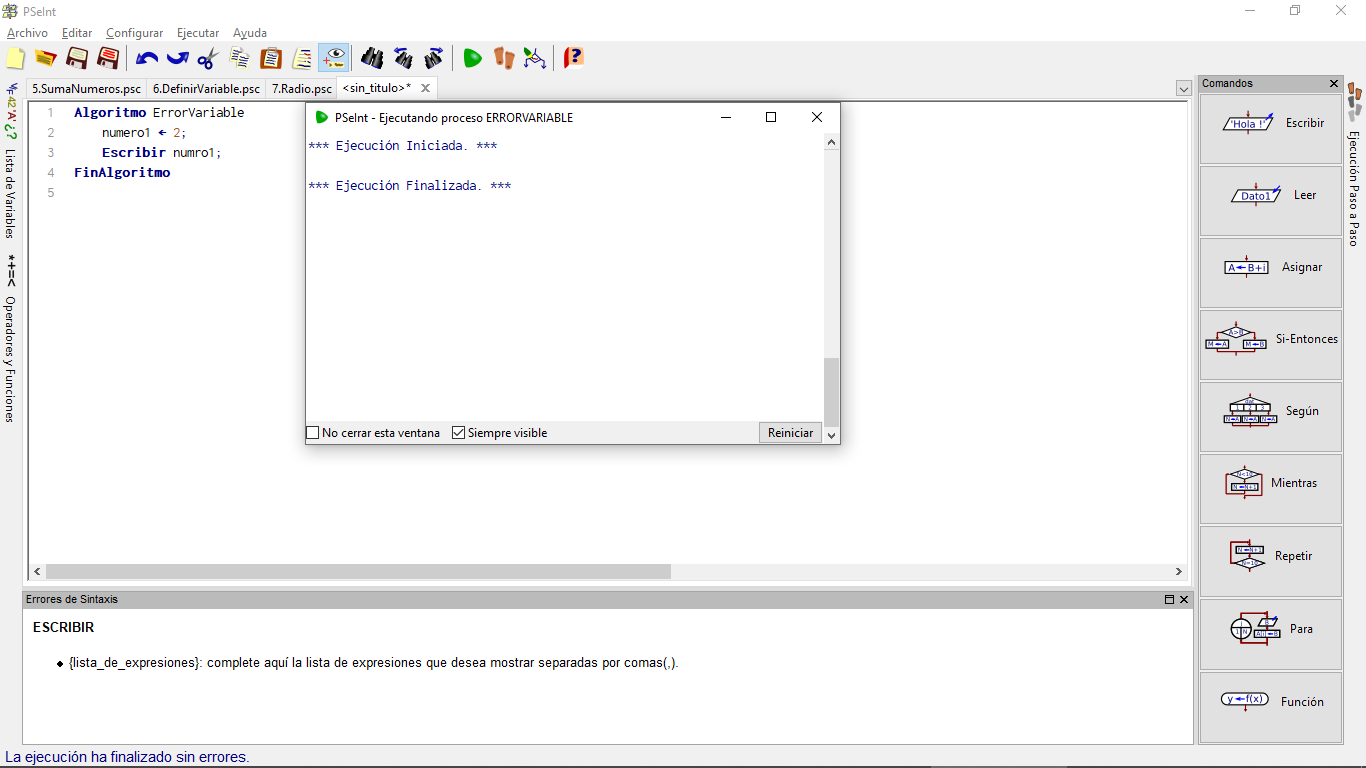 PSeInt
Archivo Editar Configurar Ejecutar Ayuda
5.SumaNumeros.psc 6.DefinirVariable.psc 7.Radio.psc <sin_titulo>*
1 Algoritmo ErrorVariable
2 numero1 ← 2;
3 Escribir numro1;
4 FinAlgoritmo
5
Lista de Variables
*+=< Operadores y Funciones
PSeInt - Ejecutando proceso ERRORVARIABLE
*** Ejecución Iniciada. ***
*** Ejecución Finalizada. ***
No cerrar esta ventana Siempre visible Reiniciar
Comandos
'Hola !' Escribir
Dato1 Leer
A←B+i Asignar
A>B M←A M←B Si-Entonces
Según
Mientras
Repetir
Para
y←f(x) Función
Ejecución Paso a Paso
Errores de Sintaxis
ESCRIBIR
{lista_de_expresiones}: complete aquí la lista de expresiones que desea mostrar separadas por comas(,).
La ejecución ha finalizado sin errores.